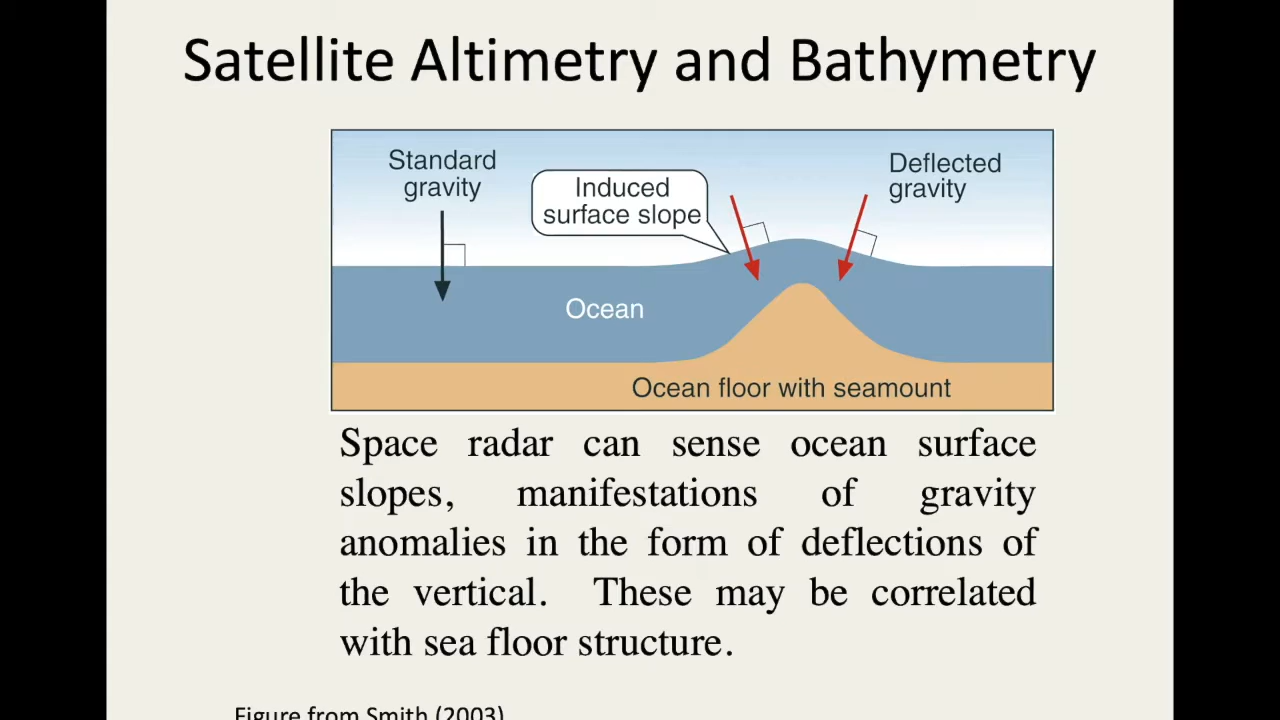 Satellite Altimetry and Bathymetry
Standard
gravity
Induced
surface slope
Deflected
gravity
Ocean
Ocean floor with seamount
Space radar can sense ocean surface
slopes, manifestations of gravity
anomalies in the form of deflections of
the vertical. These may be correlated
with sea floor structure.
Figure from Smith (2003)